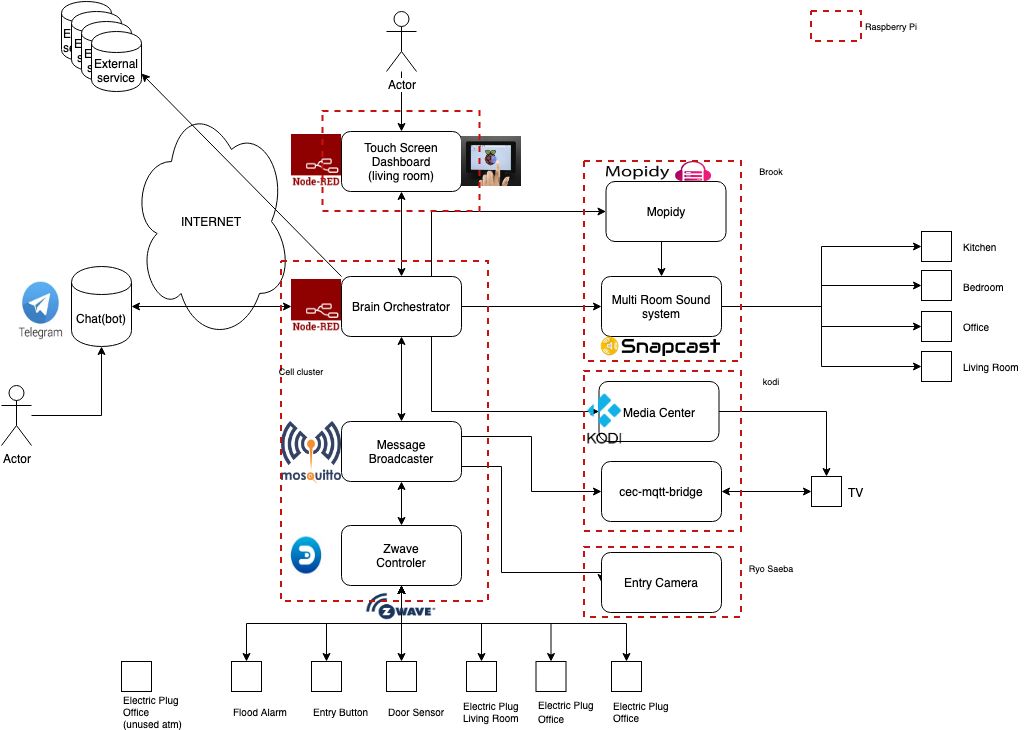 External
service
Actor
Raspberry Pi
Touch Screen
Dashboard
(living room)
Node-RED
Mopidy
Brook
Mopidy
INTERNET
Kitchen
Brain Orchestrator
Multi Room Sound
system
Bedroom
Chat(bot)
Telegram
Node-RED
Office
Snapcast
Cell cluster
Living Room
kodi
Media Center
KODI
Actor
Message
Broadcaster
mosquitto
cec-mqtt-bridge
TV
Zwave
Controler
Ryo Saeba
Entry Camera
ZWAVE
Electric Plug
Office
(unused atm)
Flood Alarm
Entry Button
Door Sensor
Electric Plug
Living Room
Electric Plug
Office
Electric Plug
Office